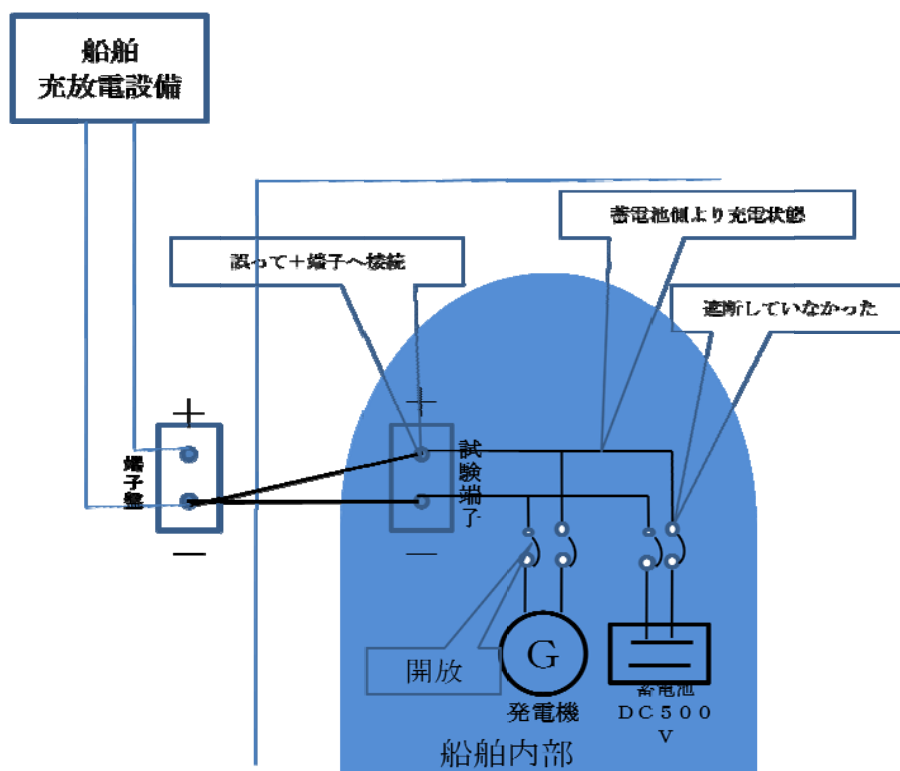 船舶
充放電設備
蓄電池側より充電状態
誤って＋端子へ接続
遮断していなかった
＋
＋
端子盤
試験端子
—
—
開放
G
発電機
蓄電池
ＤＣ５００
Ｖ
船舶内部